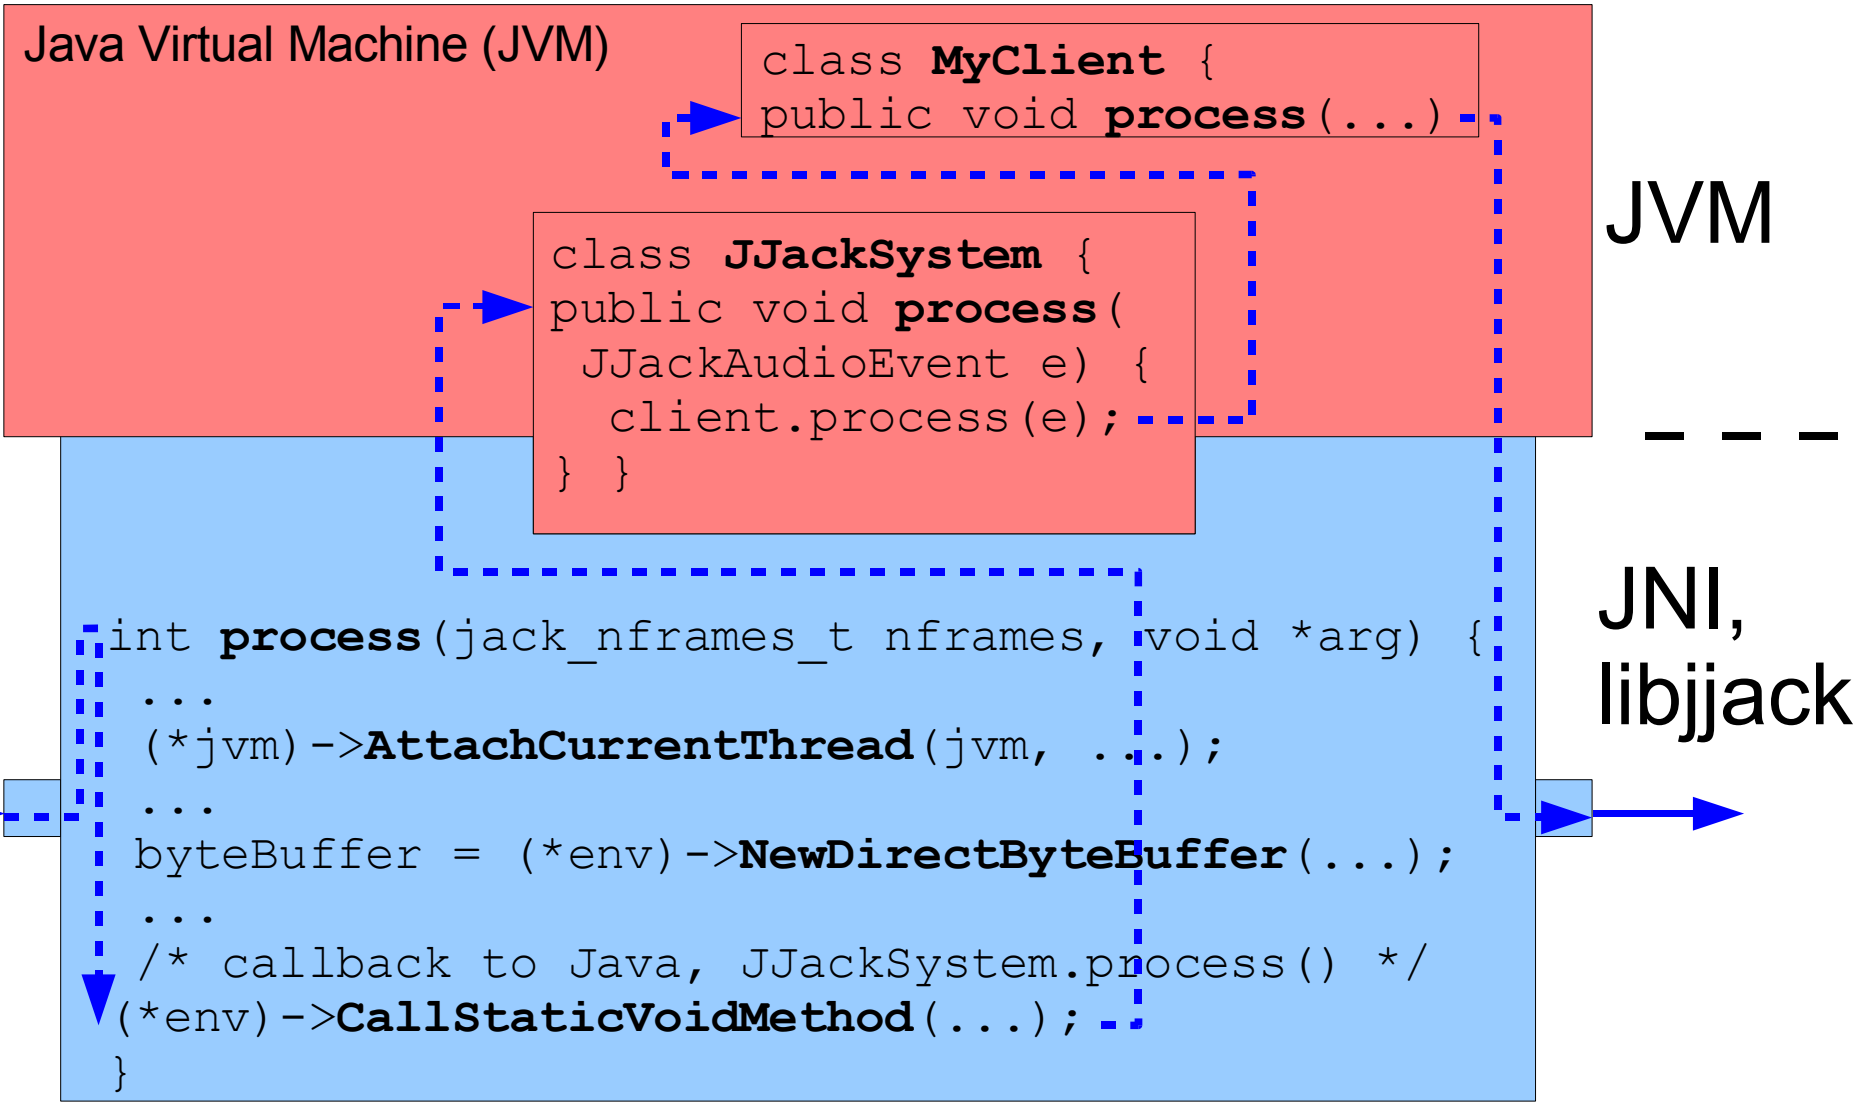 Java Virtual Machine (JVM)
class MyClient {
public void process(...)
JVM
class JJackSystem {
public void process(
JJackAudioEvent e) {
client.process(e);
} }
JNI,
libjjack
int process(jack_nframes_t nframes, void *arg) {
...
(*jvm)->AttachCurrentThread(jvm, ...);
...
byteBuffer = (*env)->NewDirectByteBuffer(...);
...
/* callback to Java, JJackSystem.process() */
(*env)->CallStaticVoidMethod(...);
}